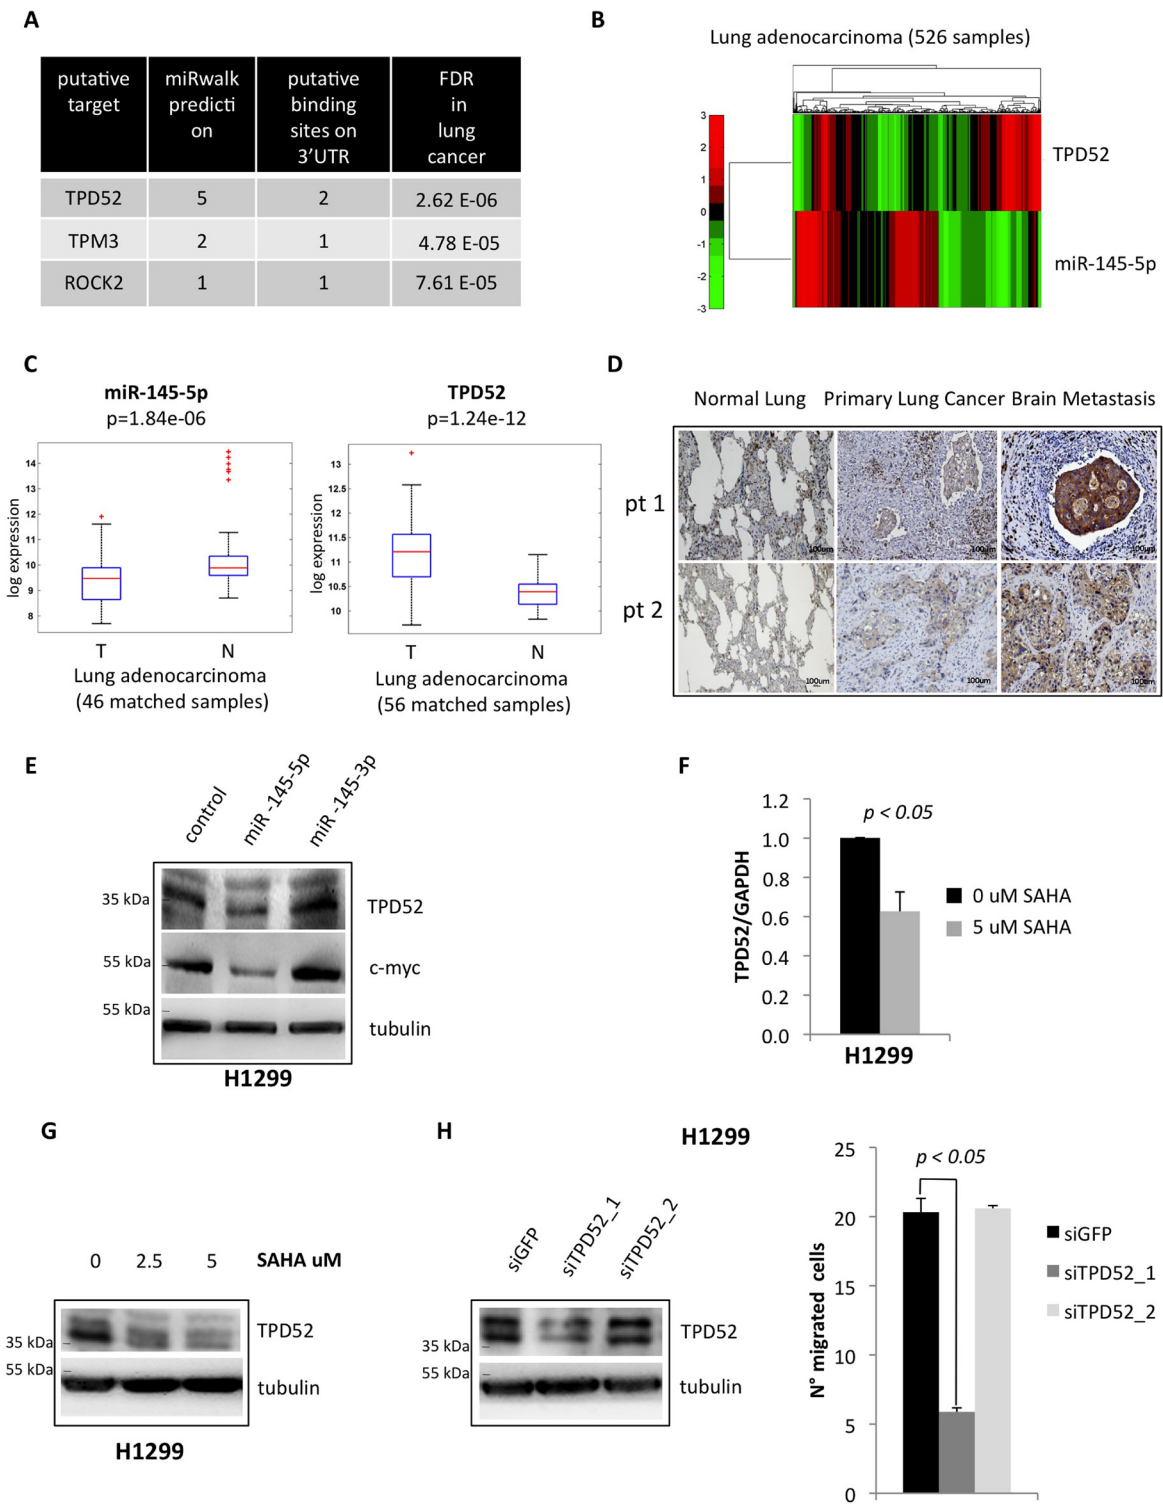 A
putative target
miRwalk predicti on
putative binding sites on 3'UTR
FDR in lung cancer
TPD52 5 2 2.62 E-06
TPM3 2 1 4.78 E-05
ROCK2 1 1 7.61 E-05
B
Lung adenocarcinoma (526 samples)
3
2
1
0
-1
-2
-3
TPD52
miR-145-5p
C
miR-145-5p
p=1.84e-06
log expression
14
13
12
11
10
9
8
T N
Lung adenocarcinoma
(46 matched samples)
TPD52
p=1.24e-12
log expression
13
12.5
12
11.5
11
10.5
10
T N
Lung adenocarcinoma
(56 matched samples)
D
Normal Lung Primary Lung Cancer Brain Metastasis
pt 1
100um 100um 100um
pt 2
100um 100um 100um
E
control
miR -145-5p
miR -145-3p
35 kDa
TPD52
55 kDa
c-myc
55 kDa
tubulin
H1299
F
TPD52/GAPDH
1.2
1.0
0.8
0.6
0.4
0.2
0.0
p < 0.05
0 uM SAHA
5 uM SAHA
H1299
G
0 2.5 5 SAHA uM
35 kDa
TPD52
55 kDa
tubulin
H1299
H
H1299
siGFP
siTPD52_1
siTPD52_2
35 kDa
TPD52
55 kDa
tubulin
N° migrated cells
25
20
15
10
5
0
p < 0.05
siGFP
siTPD52_1
siTPD52_2